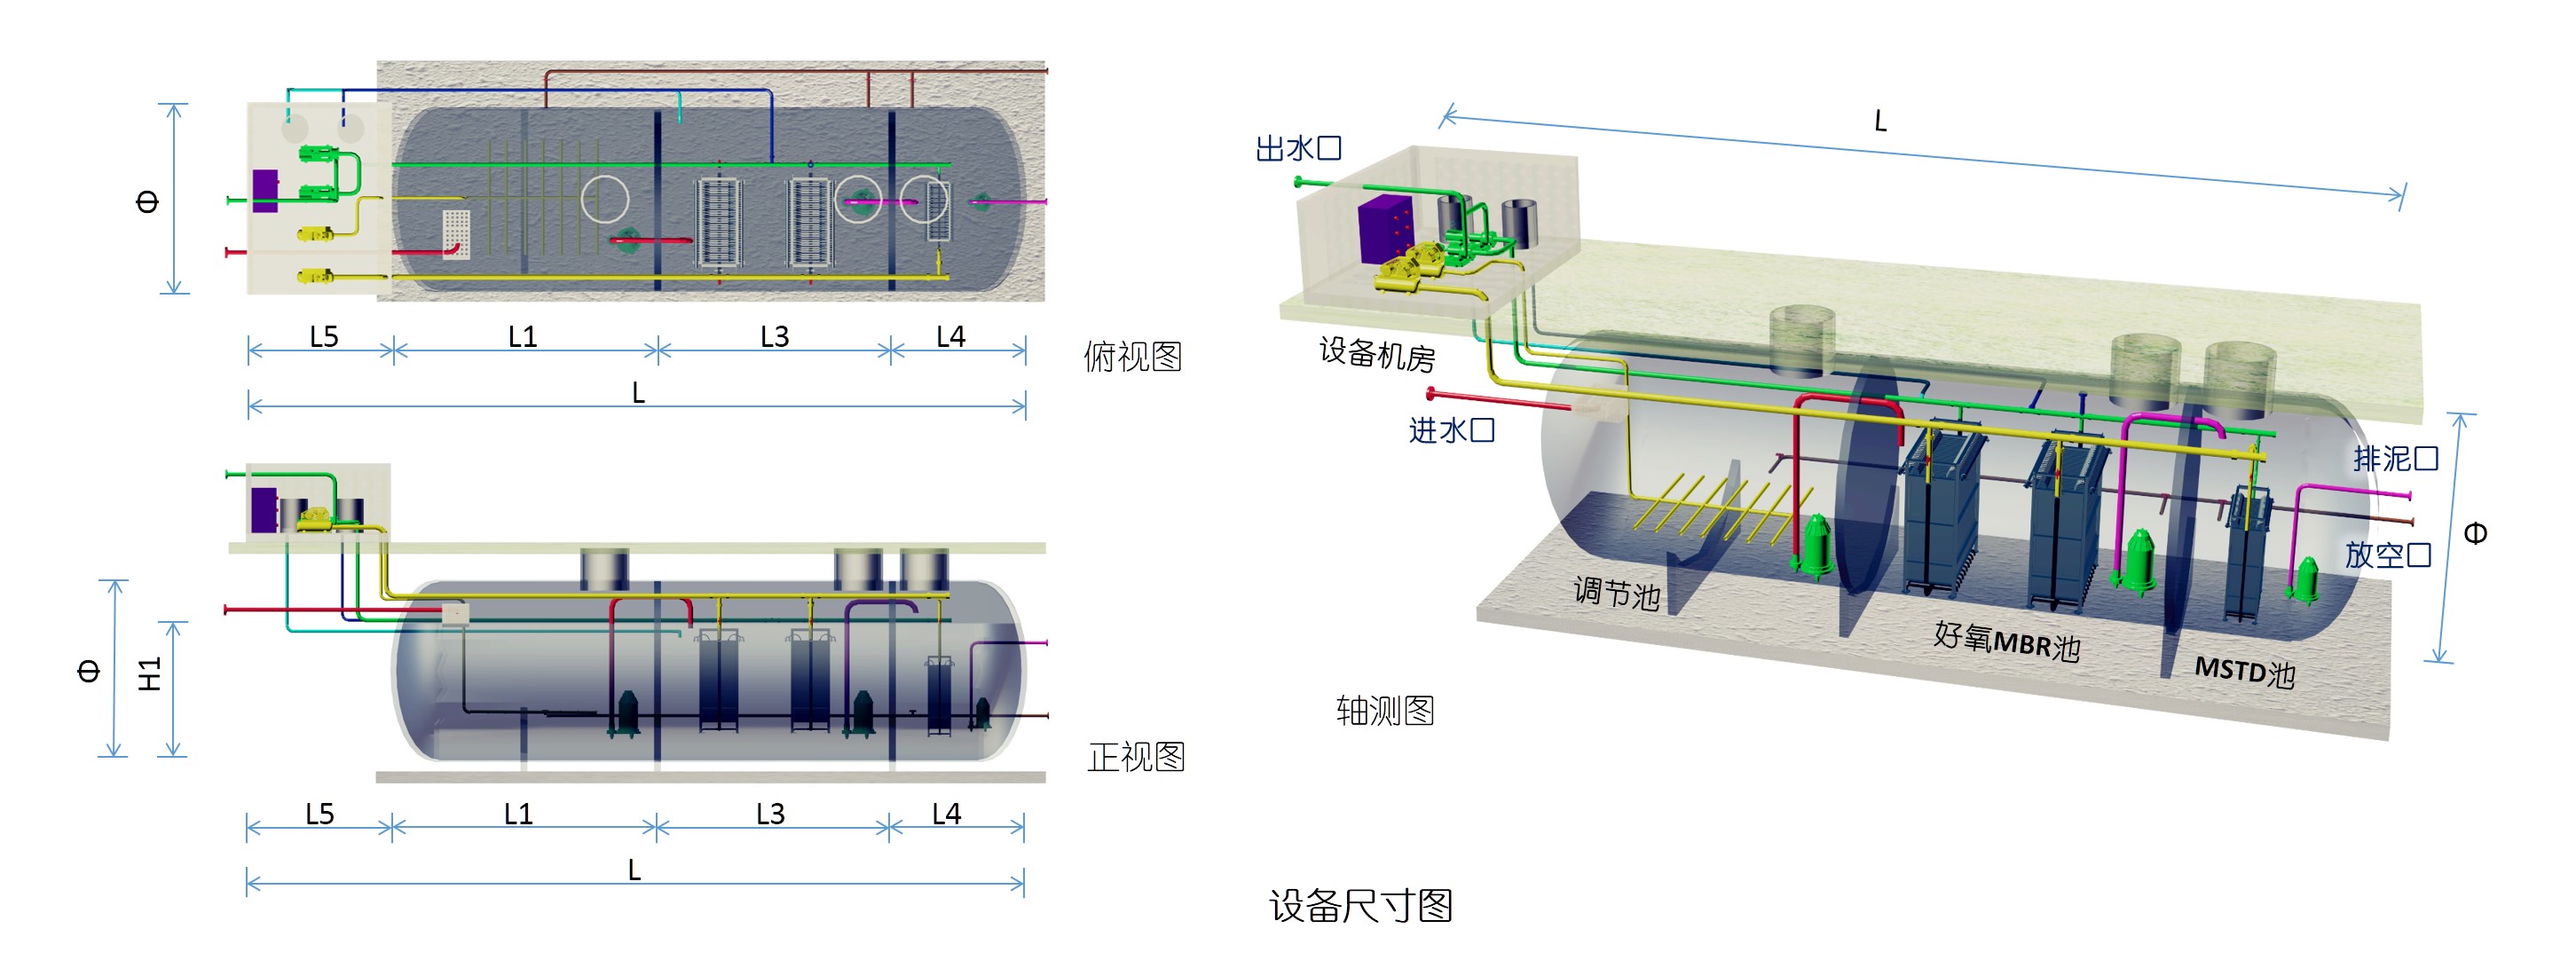 Φ
L5 L1 L3 L4
L
俯视图
Φ
H1
L5 L1 L3 L4
L
正视图
L
出水口
设备机房
进水口
排泥口
放空口
Φ
调节池
好氧MBR池
MSTD池
轴测图
设备尺寸图